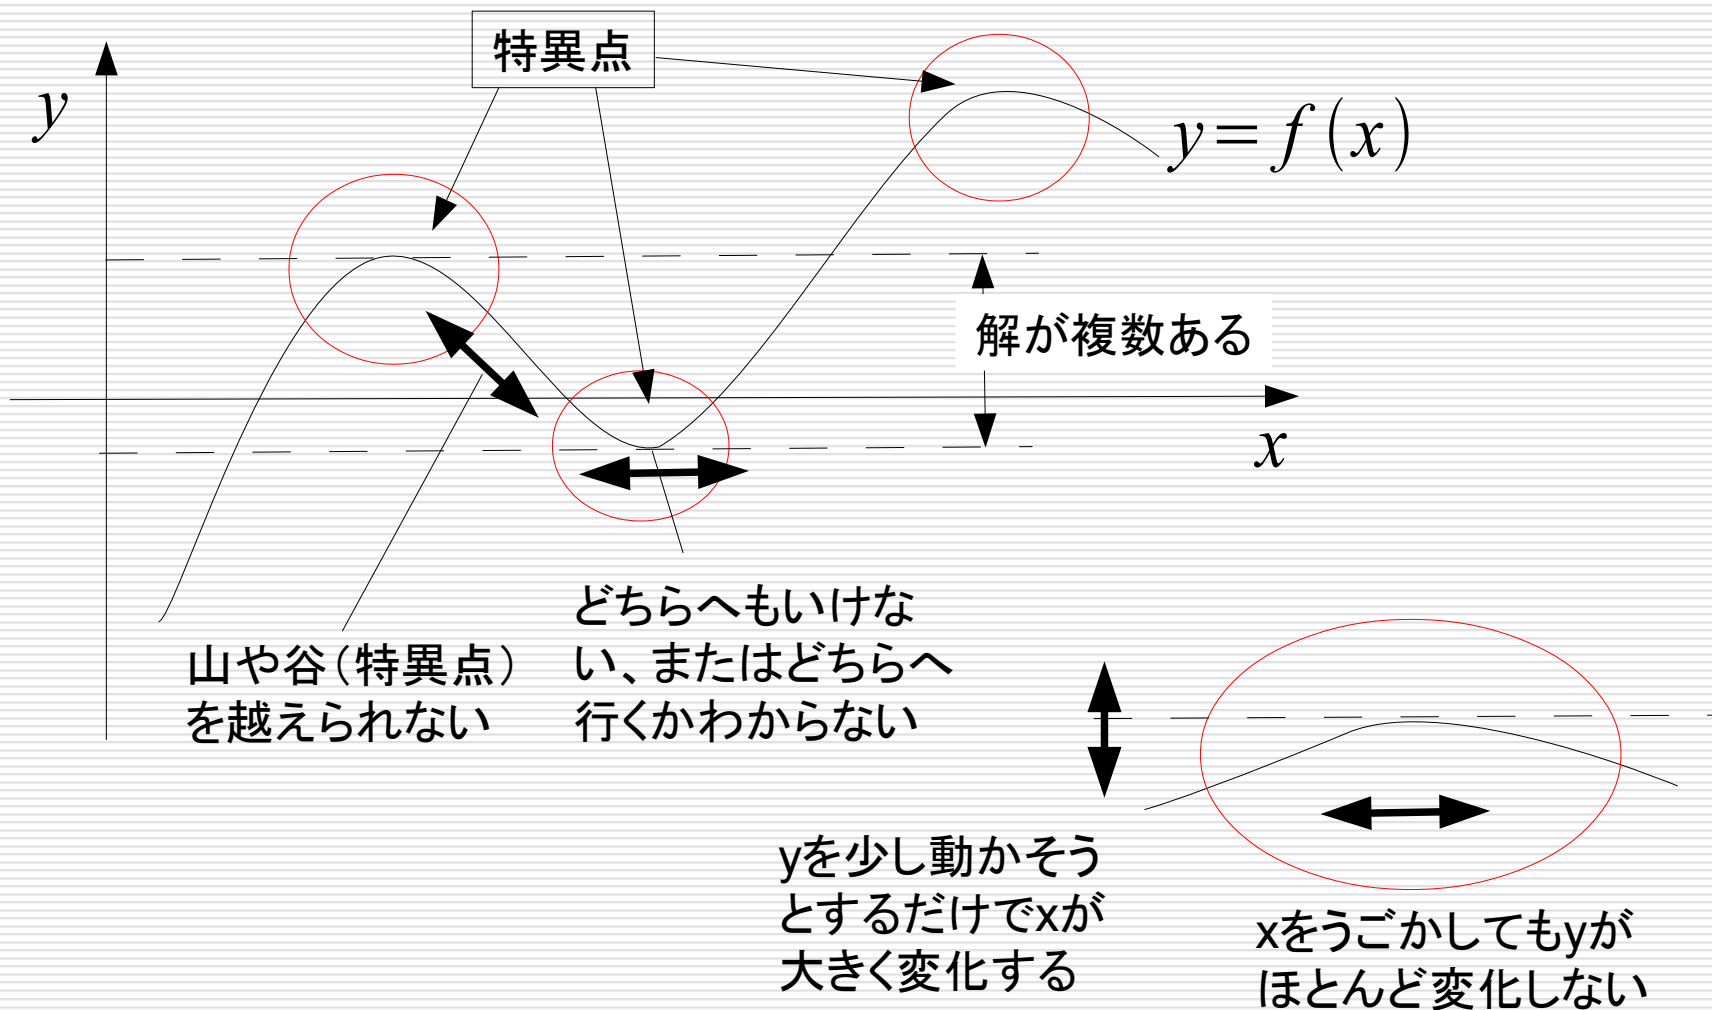 特異点
y
y = f (x)
解が複数ある
x
山や谷（特異点）
を越えられない
どちらへもいけな
い、またはどちらへ
行くかわからない
yを少し動かそう
とするだけでxが
大きく変化する
xをうごかしてもyが
ほとんど変化しない